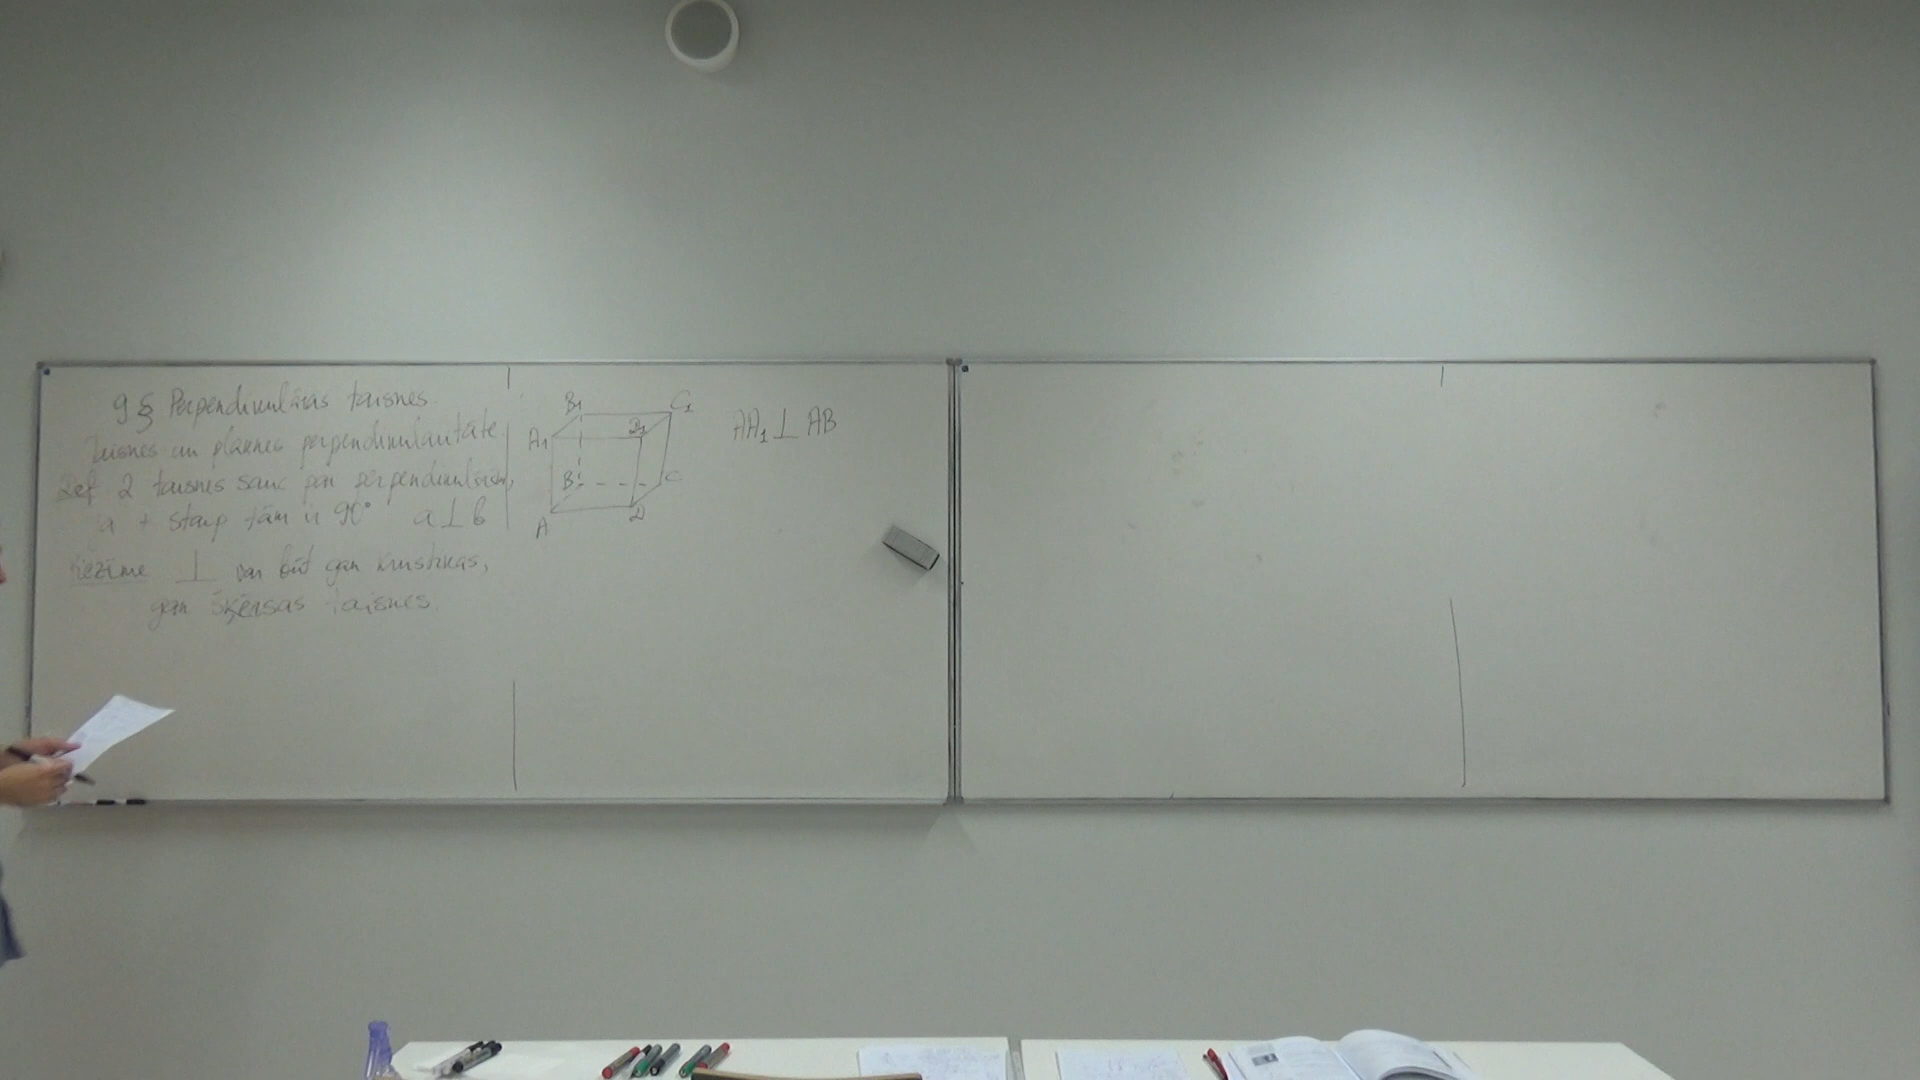 9§ Perpendikulāras taisnes.
Taisnes un plaknes perpendikularitāte
Def 2 taisnes sauc par perpendikulārām,
ja ∢ starp tām ir 90° a⊥b
Piezīme ⊥ var būt gan krustiskas,
gan šķērsas taisnes.
B₁ C₁
A₁ D₁
B C
A D
AA₁ ⊥ AB